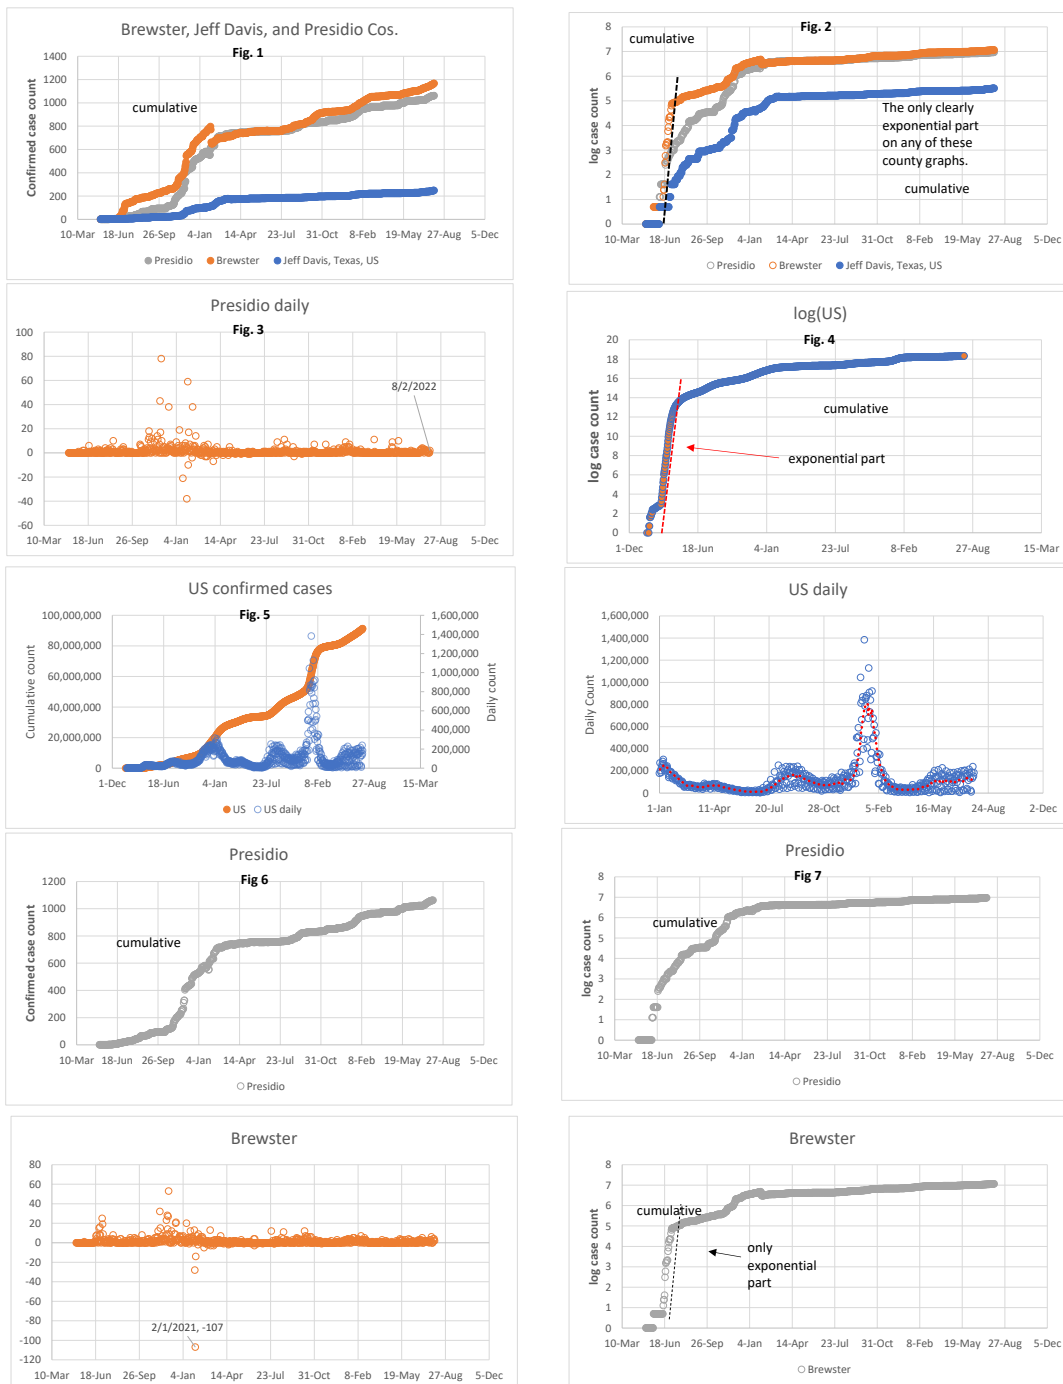 Brewster, Jeff Davis, and Presidio Cos.
Fig. 1
cumulative
Confirmed case count
1400
1200
1000
800
600
400
200
0
10-Mar 18-Jun 26-Sep 4-Jan 14-Apr 23-Jul 31-Oct 8-Feb 19-May 27-Aug 5-Dec
Presidio Brewster Jeff Davis, Texas, US
Fig. 2
cumulative
log case count
8
7
6
5
4
3
2
1
0
The only clearly
exponential part
on any of these
county graphs.
cumulative
10-Mar 18-Jun 26-Sep 4-Jan 14-Apr 23-Jul 31-Oct 8-Feb 19-May 27-Aug 5-Dec
Presidio Brewster Jeff Davis, Texas, US
Presidio daily
Fig. 3
100
80
60
40
20
0
-20
-40
-60
8/2/2022
10-Mar 18-Jun 26-Sep 4-Jan 14-Apr 23-Jul 31-Oct 8-Feb 19-May 27-Aug 5-Dec
log(US)
Fig. 4
log case count
20
18
16
14
12
10
8
6
4
2
0
cumulative
exponential part
1-Dec 18-Jun 4-Jan 23-Jul 8-Feb 27-Aug 15-Mar
US confirmed cases
Fig. 5
Cumulative count
100,000,000
80,000,000
60,000,000
40,000,000
20,000,000
0
1,600,000
1,400,000
1,200,000
1,000,000
800,000
600,000
400,000
200,000
0
Daily count
1-Dec 18-Jun 4-Jan 23-Jul 8-Feb 27-Aug 15-Mar
US US daily
US daily
Daily Count
1,600,000
1,400,000
1,200,000
1,000,000
800,000
600,000
400,000
200,000
0
1-Jan 11-Apr 20-Jul 28-Oct 5-Feb 16-May 24-Aug 2-Dec
Presidio
Fig 6
cumulative
Confirmed case count
1200
1000
800
600
400
200
0
10-Mar 18-Jun 26-Sep 4-Jan 14-Apr 23-Jul 31-Oct 8-Feb 19-May 27-Aug 5-Dec
Presidio
Presidio
Fig 7
cumulative
log case count
8
7
6
5
4
3
2
1
0
10-Mar 18-Jun 26-Sep 4-Jan 14-Apr 23-Jul 31-Oct 8-Feb 19-May 27-Aug 5-Dec
Presidio
Brewster
80
60
40
20
0
-20
-40
-60
-80
-100
-120
2/1/2021, -107
10-Mar 18-Jun 26-Sep 4-Jan 14-Apr 23-Jul 31-Oct 8-Feb 19-May 27-Aug 5-Dec
Brewster
cumulative
log case count
8
7
6
5
4
3
2
1
0
only
exponential
part
10-Mar 18-Jun 26-Sep 4-Jan 14-Apr 23-Jul 31-Oct 8-Feb 19-May 27-Aug 5-Dec
Brewster